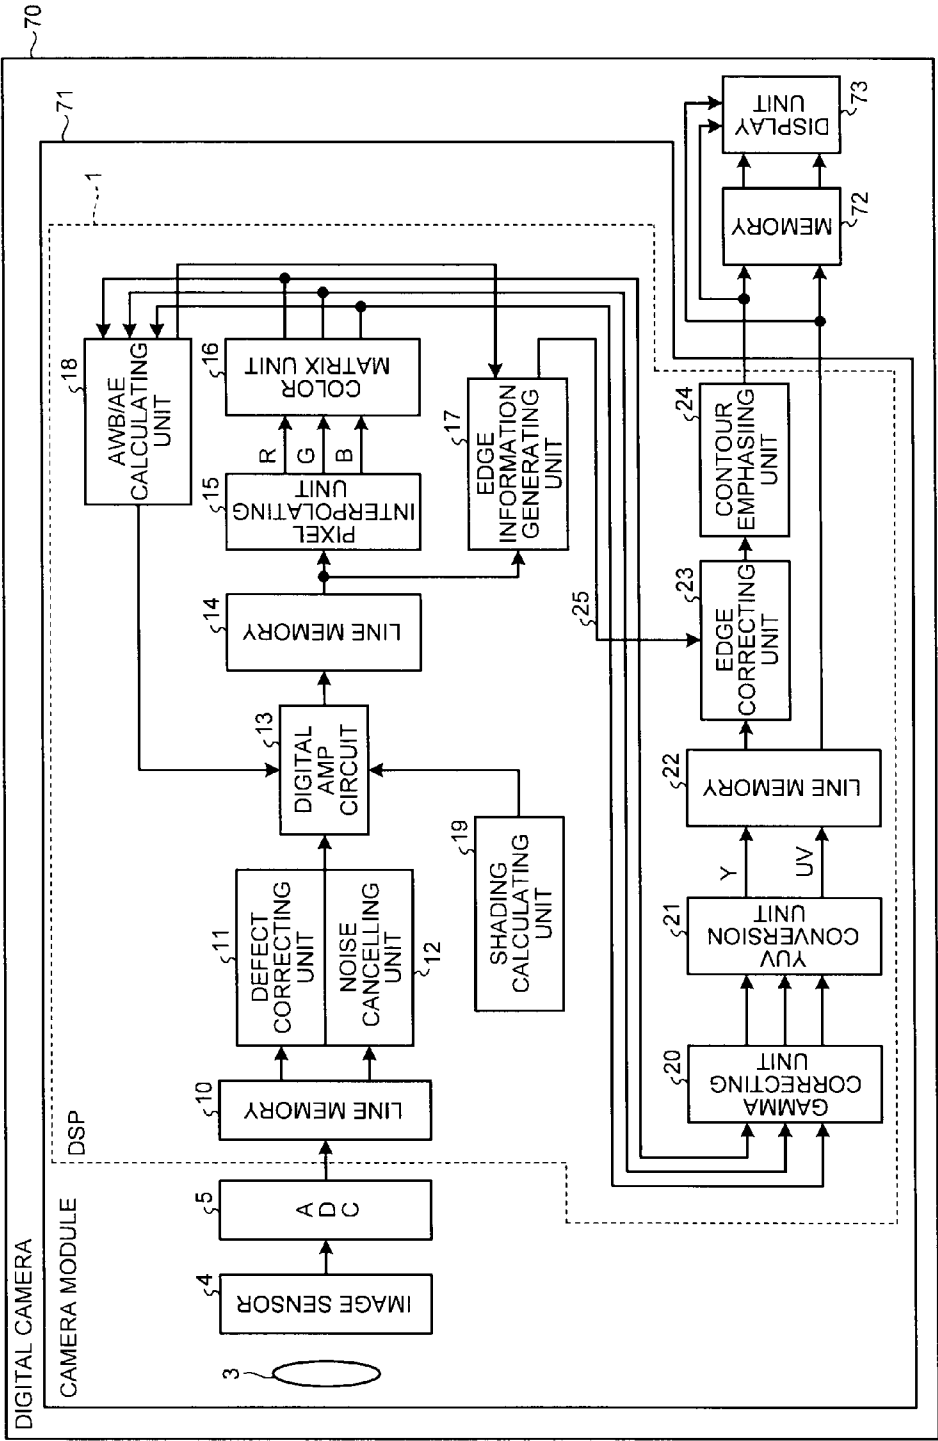 DIGITAL CAMERA
70
CAMERA MODULE
71
DSP
1
3
4
IMAGE SENSOR
5
A
D
C
10
LINE MEMORY
11
DEFECT
CORRECTING
UNIT
NOISE
CANCELLING
UNIT
12
13
DIGITAL
AMP
CIRCUIT
14
LINE MEMORY
15
PIXEL
INTERPOLATING
UNIT
R
G
B
16
COLOR
MATRIX UNIT
18
AWB/AE
CALCULATING
UNIT
17
EDGE
INFORMATION
GENERATING
UNIT
19
SHADING
CALCULATING
UNIT
25
20
GAMMA
CORRECTING
UNIT
21
YUV
CONVERSION
UNIT
Y
UV
22
LINE MEMORY
23
EDGE
CORRECTING
UNIT
24
CONTOUR
EMPHASIING
UNIT
MEMORY
72
DISPLAY
UNIT
73